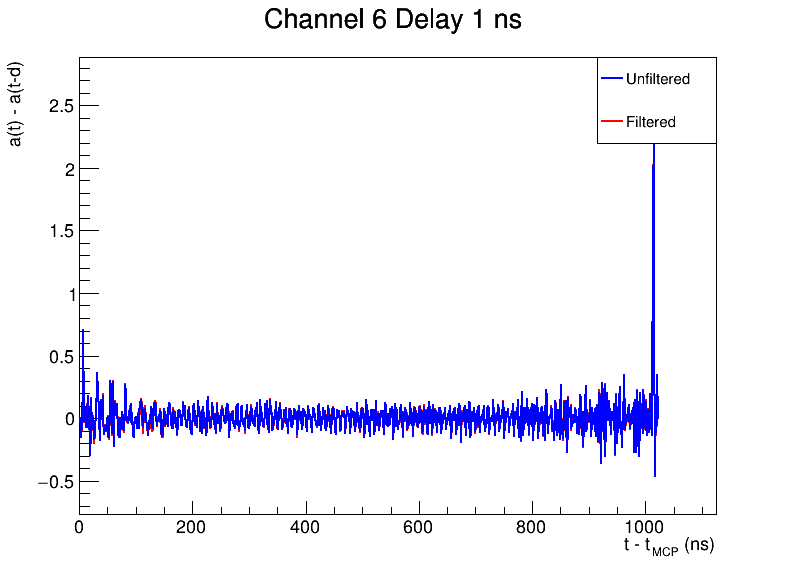 Channel 6 Delay 1 ns
a(t) - a(t-d)
Unfiltered
Filtered
2.5
2
1.5
1
0.5
0
−0.5
0 200 400 600 800 1000
t - t_MCP (ns)